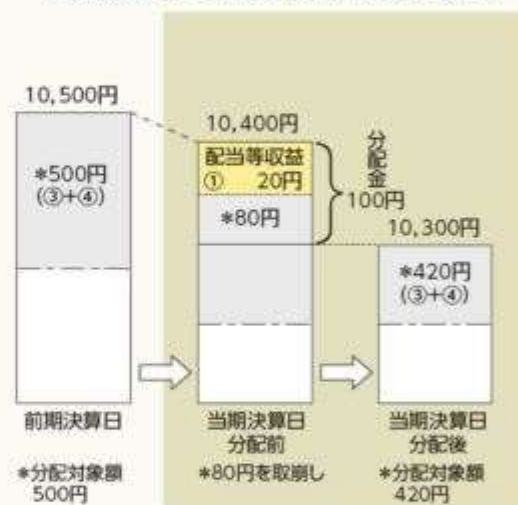 10,500円
*500円
(③+④)
10,400円
配当等収益
① 20円
*80円
分配金
100円
10,300円
*420円
(③+④)
前期決算日
当期決算日
分配前
当期決算日
分配後
*分配対象額
500円
*80円を取崩し
*分配対象額
420円